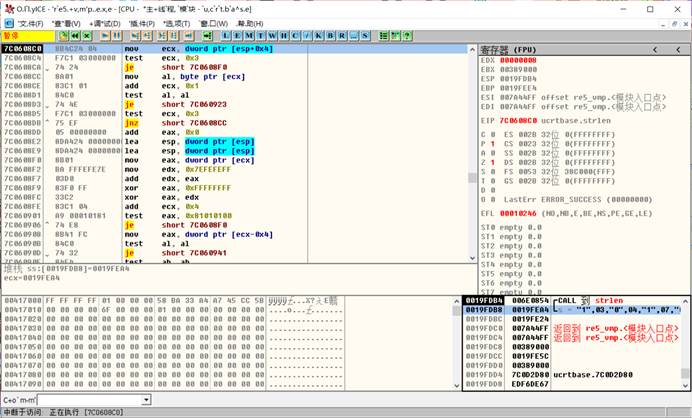 CPU - "主+线程,"模块 -
文件(F) 查看(V) 调试(D) 插件(P) 选项(T) 窗口(W) 帮助(H)
暂停
L E M T W H C / K B R ... S
7C0608C0 8B4C24 04 mov ecx, dword ptr [esp+0x4]
7C0608C4 F7C1 03000000 test ecx, 0x3
7C0608CA 74 24 je short 7C0608F0
7C0608CC 8A01 mov al, byte ptr [ecx]
7C0608CE 83C1 01 add ecx, 0x1
7C0608D1 84C0 test al, al
7C0608D3 74 4E je short 7C060923
7C0608D5 F7C1 03000000 test ecx, 0x3
7C0608DB 75 EF jnz short 7C0608CC
7C0608DD 05 00000000 add eax, 0x0
7C0608E2 8DA424 0000000 lea esp, dword ptr [esp]
7C0608E9 8DA424 0000000 lea esp, dword ptr [esp]
7C0608F0 8B01 mov eax, dword ptr [ecx]
7C0608F2 BA FFFEFE7E mov edx, 0x7EFEFEFF
7C0608F7 03D0 add edx, eax
7C0608F9 83F0 FF xor eax, 0xFFFFFFFF
7C0608FC 33C2 xor eax, edx
7C0608FE 83C1 04 add ecx, 0x4
7C060901 A9 00010181 test eax, 0x81010100
7C060906 74 E8 je short 7C0608F0
7C060908 8B41 FC mov eax, dword ptr [ecx-0x4]
7C06090B 84C0 test al, al
7C06090D 74 32 je short 7C060941
堆栈 ss:[0019FDB8]=0019FEA4
ecx=0019FEA4
寄存器 (FPU)
EDX 00000008
EBX 00389000
ESP 0019FDB4
EBP 0019FEE4
ESI 007A44FF offset re5_vmp.<模块入口点>
EDI 007A44FF offset re5_vmp.<模块入口点>
EIP 7C0608C0 ucrtbase.strlen
C 0 ES 002B 32位 0(FFFFFFFF)
P 1 CS 0023 32位 0(FFFFFFFF)
A 0 SS 002B 32位 0(FFFFFFFF)
Z 1 DS 002B 32位 0(FFFFFFFF)
S 0 FS 0053 32位 38C000(FFF)
T 0 GS 002B 32位 0(FFFFFFFF)
D 0
O 0 LastErr ERROR_SUCCESS (00000000)
EFL 00010246 (NO,NB,E,BE,NS,PE,GE,LE)
ST0 empty 0.0
ST1 empty 0.0
ST2 empty 0.0
ST3 empty 0.0
ST4 empty 0.0
ST5 empty 0.0
ST6 empty 0.0
ST7 empty 0.0
00417000 FF FF FF FF 01 00 00 00 58 BA 33 A4 A7 45 CC 5B
00417010 00 00 00 00 6F 00 00 00 01 00 00 00 00 00 00 00
00417020 00 00 00 00 00 00 00 00 00 00 00 00 00 00 00 00
00417030 00 00 00 00 00 00 00 00 00 00 00 00 00 00 00 00
00417040 00 00 00 00 00 00 00 00 00 00 00 00 00 00 00 00
00417050 00 00 00 00 00 00 00 00 00 00 00 00 00 00 00 00
00417060 00 00 00 00 00 00 00 00 00 00 00 00 00 00 00 00
00417070 00 00 00 00 00 00 00 00 00 00 00 00 00 00 00 00
00417080 00 00 00 00 00 00 00 00 00 00 00 00 00 00 00 00
00417090 00 00 00 00 00 00 00 00 00 00 00 00 00 00 00 00
0019FDB4 006E0854 CALL 到 strlen
0019FDB8 0019FEA4 s = "1",03,"0",04,"1",07,"
0019FDBC 0019FE24
0019FDC0 007A44FF 返回到 re5_vmp.<模块入口点>
0019FDC4 007A44FF 返回到 re5_vmp.<模块入口点>
0019FDC8 00389000
0019FDCC 0019FE5C
0019FDD0 00389000
0019FDD4 7C0D2D80 ucrtbase.7C0D2D80
0019FDD8 EDF6DE67
中断于访问: 正在执行 [7C0608C0]